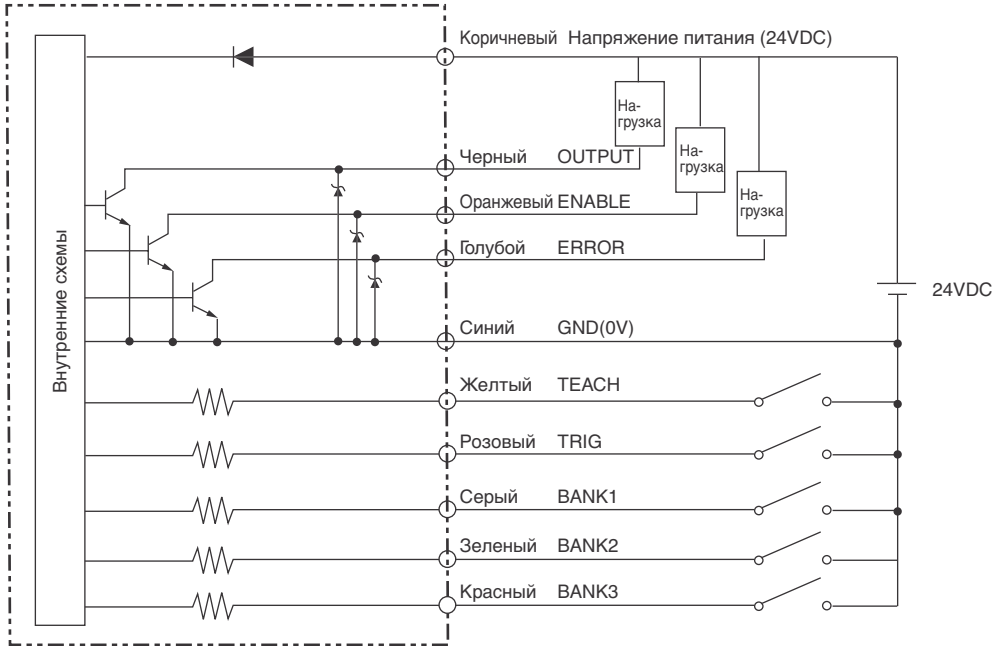 Коричневый Напряжение питания (24VDC)
На-
грузка
На-
грузка
На-
грузка
Черный OUTPUT
Оранжевый ENABLE
Голубой ERROR
24VDC
Внутренние схемы
Синий GND(0V)
Желтый TEACH
Розовый TRIG
Серый BANK1
Зеленый BANK2
Красный BANK3